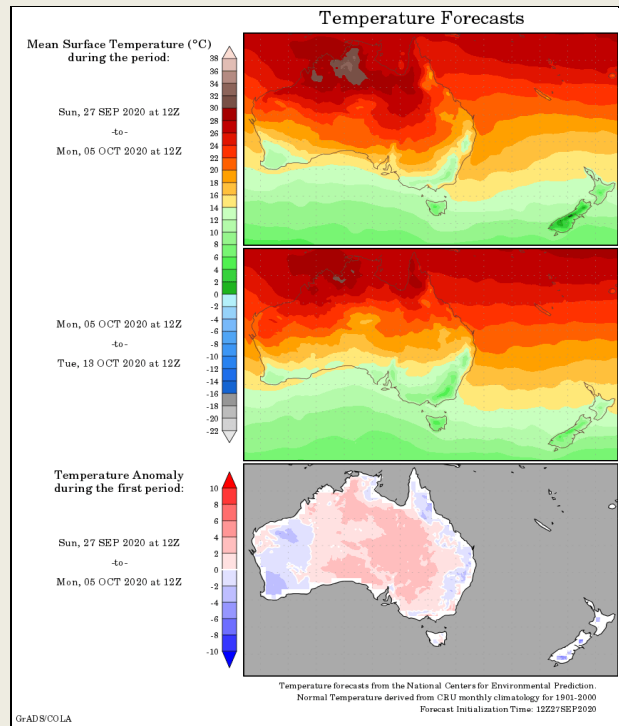 Temperature Forecasts
Mean Surface Temperature (°C)
during the period:
Sun, 27 SEP 2020 at 12Z
-to-
Mon, 05 OCT 2020 at 12Z
38
36
34
32
30
28
26
24
22
20
18
16
14
12
10
8
6
4
2
0
-2
-4
-6
-8
-10
-12
-14
-16
-18
-20
-22
Mon, 05 OCT 2020 at 12Z
-to-
Tue, 13 OCT 2020 at 12Z
Temperature Anomaly
during the first period:
Sun, 27 SEP 2020 at 12Z
-to-
Mon, 05 OCT 2020 at 12Z
10
8
6
4
2
0
-2
-4
-6
-8
-10
Temperature forecasts from the National Centers for Environmental Prediction.
Normal Temperature derived from CRU monthly climatology for 1901-2000
Forecast Initialization Time: 12Z27SEP2020
GrADS/COLA